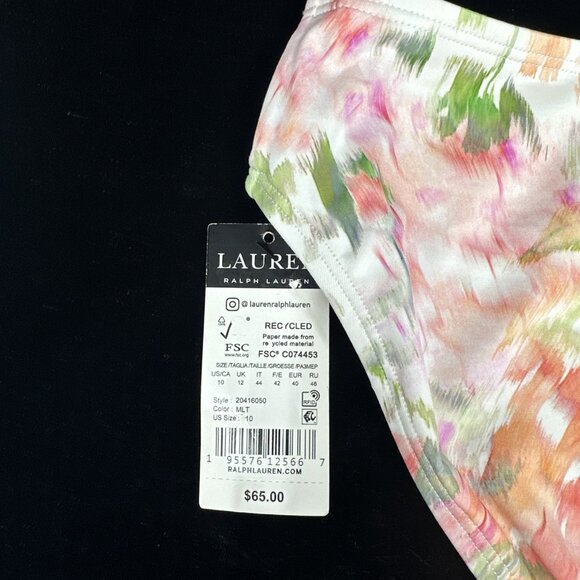 LAUREN
RALPH LAUREN
@ laurenralphlauren
FSC
www.fsc.org
RECYCLED
Paper made from
recycled material
FSC® C074453
SIZE/TAGLIA/TAILLE/GROESSE/РАЗМЕР
US/CA UK IT F/E EUR RU
10 12 44 42 40 46
Style : 20416050
Color : MLT
US Size : 10
RFID
1 95576 12566 7
RALPHLAUREN.COM
$65.00